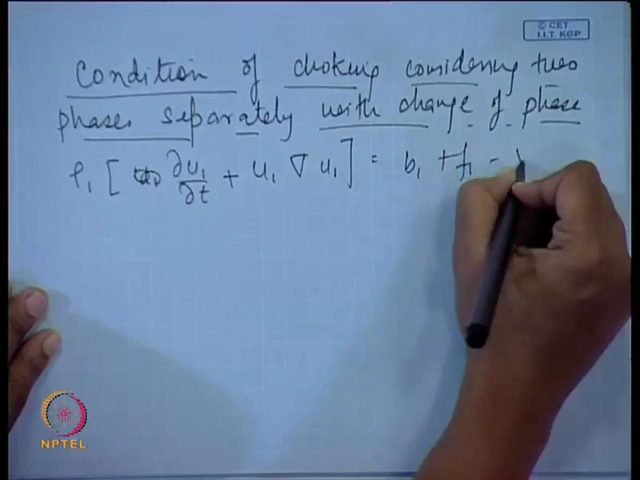 © CET
I.I.T. KGP
Condition of choking considering two
phases separately with change of phase
ρ₁ [ ∂u₁/∂t + u₁ ∇ u₁ ] = b₁ + f₁ -
NPTEL